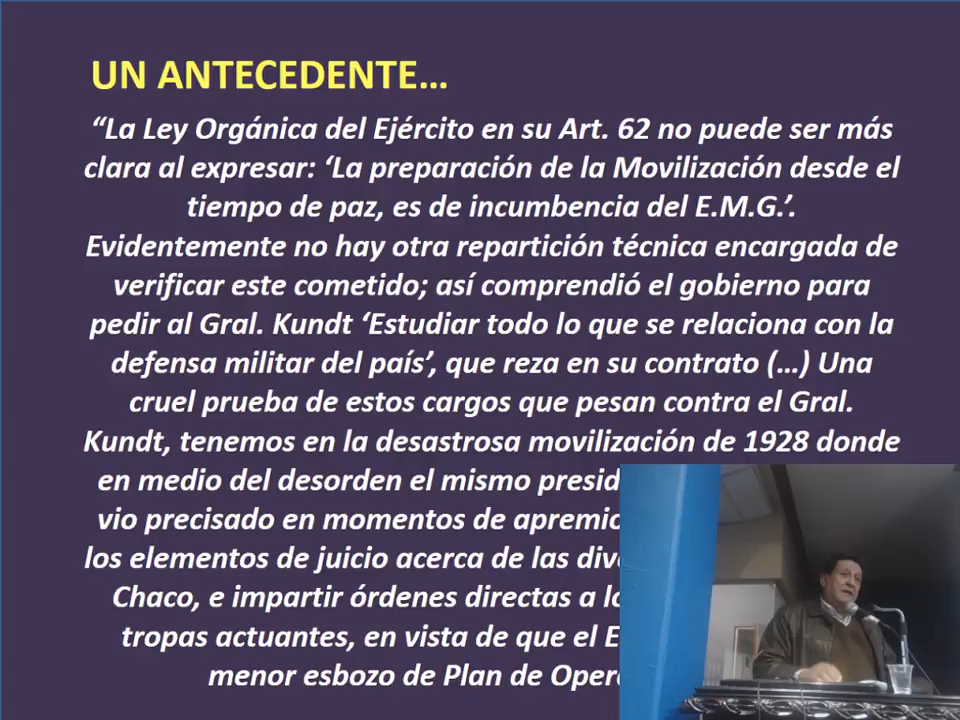 UN ANTECEDENTE...
“La Ley Orgánica del Ejército en su Art. 62 no puede ser más
clara al expresar: ‘La preparación de la Movilización desde el
tiempo de paz, es de incumbencia del E.M.G.’.
Evidentemente no hay otra repartición técnica encargada de
verificar este cometido; así comprendió el gobierno para
pedir al Gral. Kundt ‘Estudiar todo lo que se relaciona con la
defensa militar del país’, que reza en su contrato (...) Una
cruel prueba de estos cargos que pesan contra el Gral.
Kundt, tenemos en la desastrosa movilización de 1928 donde
en medio del desorden el mismo
vio precisado en momentos de
los elementos de juicio acerca de las
Chaco, e impartir órdenes directas a
tropas actuantes, en vista de que el
menor esbozo de Plan de